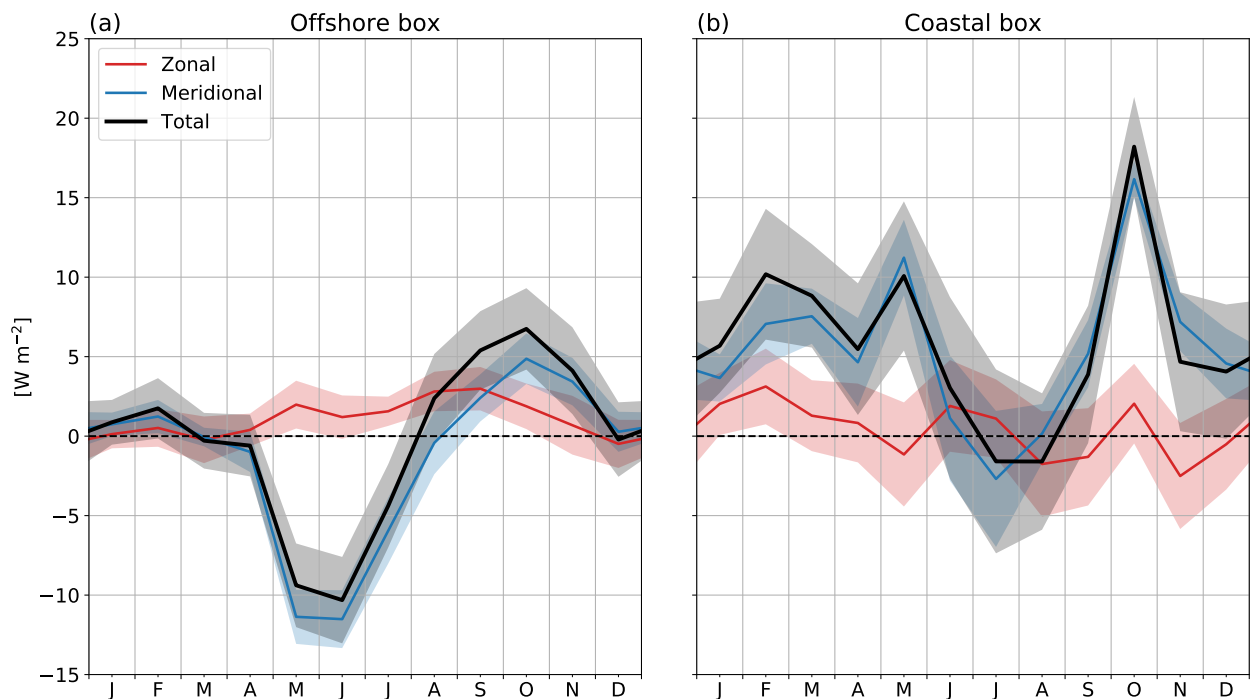 (a) Offshore box
Zonal
Meridional
Total
[W m−2]
25
20
15
10
5
0
−5
−10
−15
J F M A M J J A S O N D
(b) Coastal box
J F M A M J J A S O N D